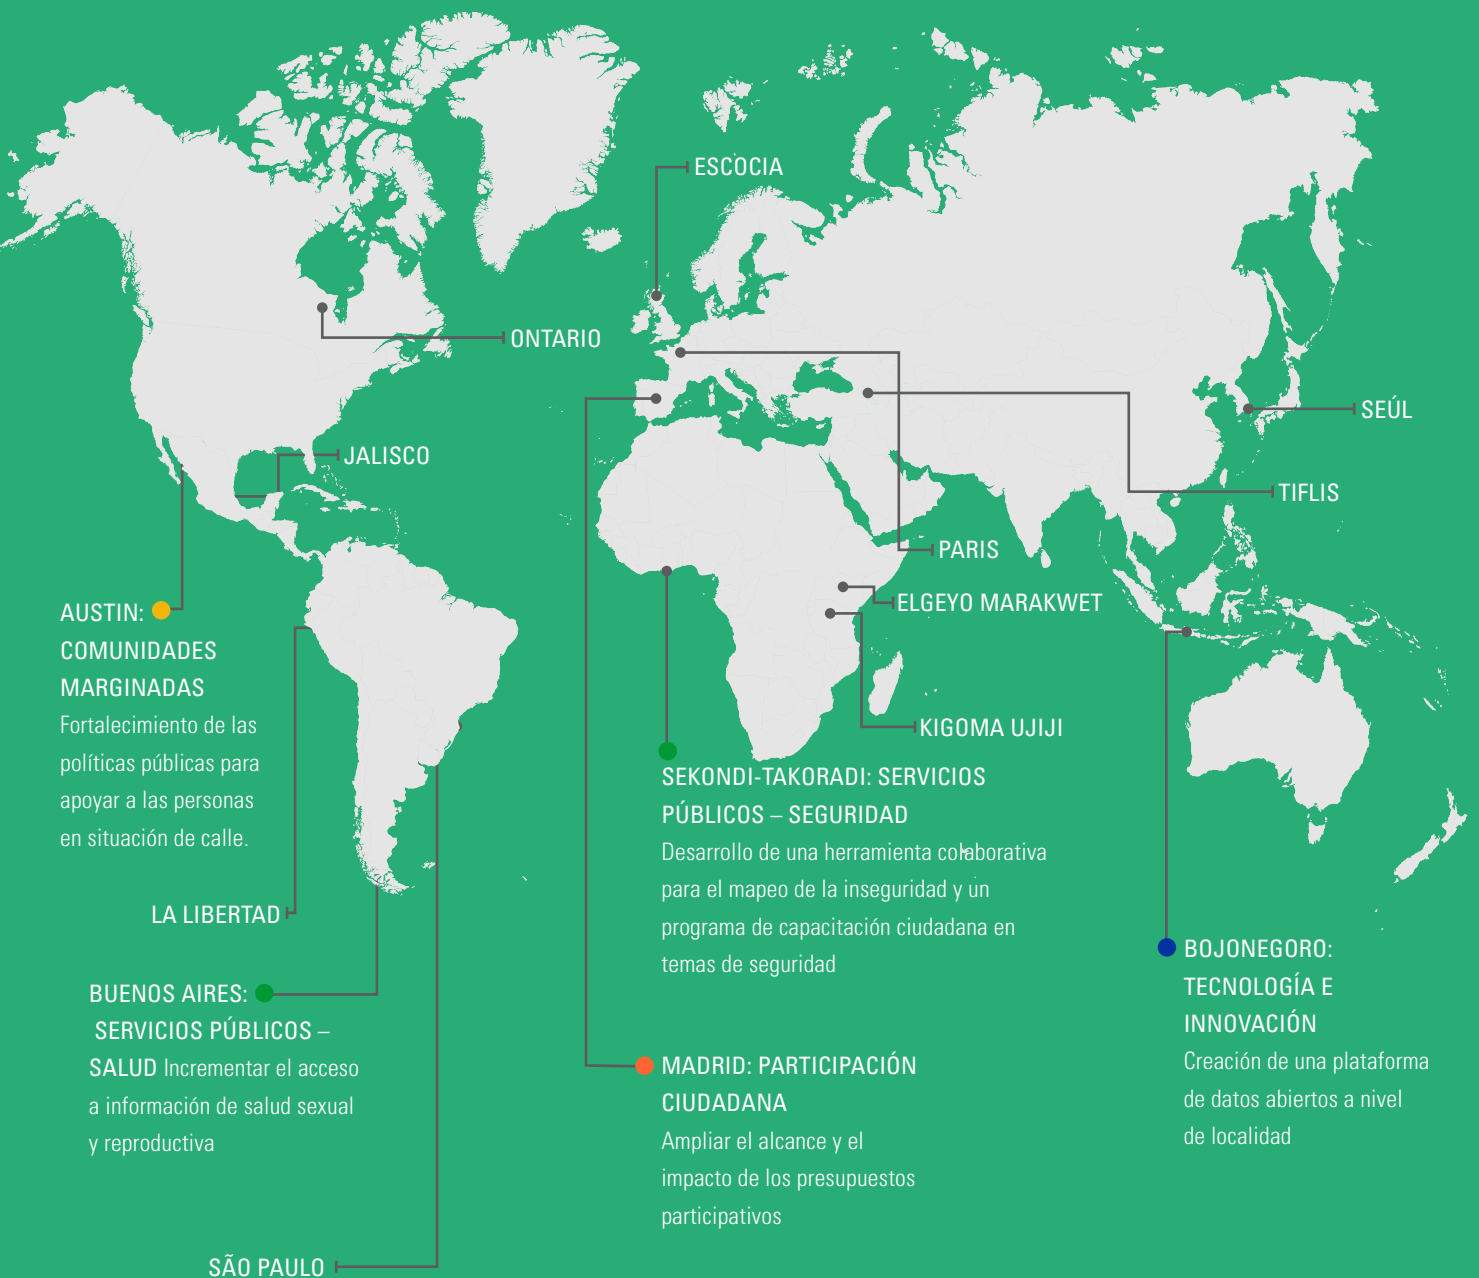 ESCOCIA
ONTARIO
SEÚL
JALISCO
TIFLIS
PARIS
ELGEYO MARAKWET
KIGOMA UJIJI
AUSTIN:
COMUNIDADES
MARGINADAS
Fortalecimiento de las
políticas públicas para
apoyar a las personas
en situación de calle.
LA LIBERTAD
BUENOS AIRES:
SERVICIOS PÚBLICOS –
SALUD Incrementar el acceso
a información de salud sexual
y reproductiva
SÃO PAULO
SEKONDI-TAKORADI: SERVICIOS
PÚBLICOS – SEGURIDAD
Desarrollo de una herramienta colaborativa
para el mapeo de la inseguridad y un
programa de capacitación ciudadana en
temas de seguridad
MADRID: PARTICIPACIÓN
CIUDADANA
Ampliar el alcance y el
impacto de los presupuestos
participativos
BOJONEGORO:
TECNOLOGÍA E
INNOVACIÓN
Creación de una plataforma
de datos abiertos a nivel
de localidad